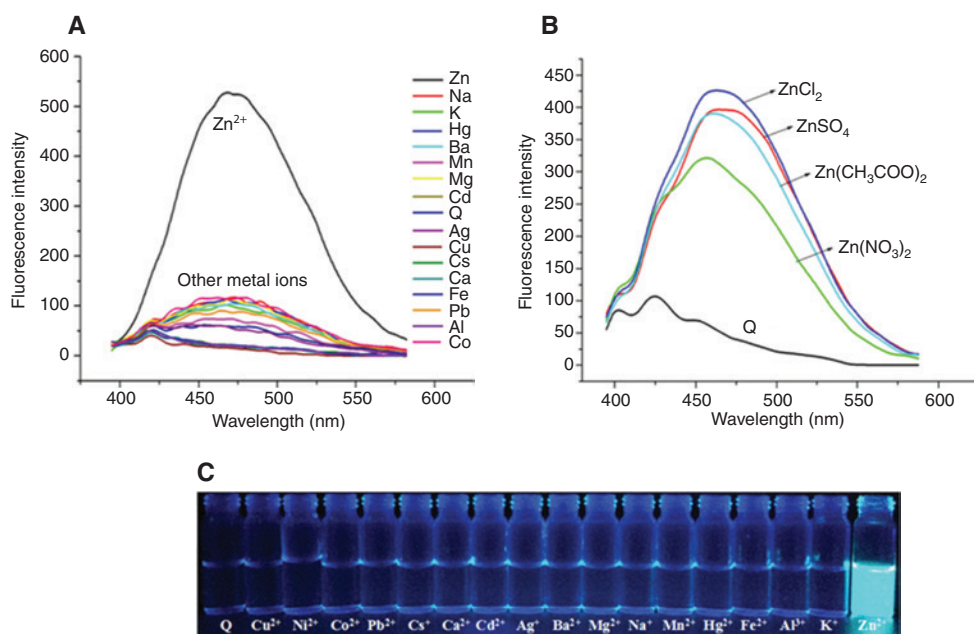 A
Fluorescence intensity
600
500
400
300
200
100
0
400
450
500
550
600
Wavelength (nm)
Zn²⁺
Other metal ions
Zn
Na
K
Hg
Ba
Mn
Mg
Cd
Q
Ag
Cu
Cs
Ca
Fe
Pb
Al
Co
B
Fluorescence intensity
450
400
350
300
250
200
150
100
50
0
400
450
500
550
600
Wavelength (nm)
ZnCl₂
ZnSO₄
Zn(CH₃COO)₂
Zn(NO₃)₂
Q
C
Q Cu²⁺ Ni²⁺ Co²⁺ Pb²⁺ Cs⁺ Ca²⁺ Cd²⁺ Ag⁺ Ba²⁺ Mg²⁺ Na⁺ Mn²⁺ Hg²⁺ Fe²⁺ Al³⁺ K⁺ Zn²⁺